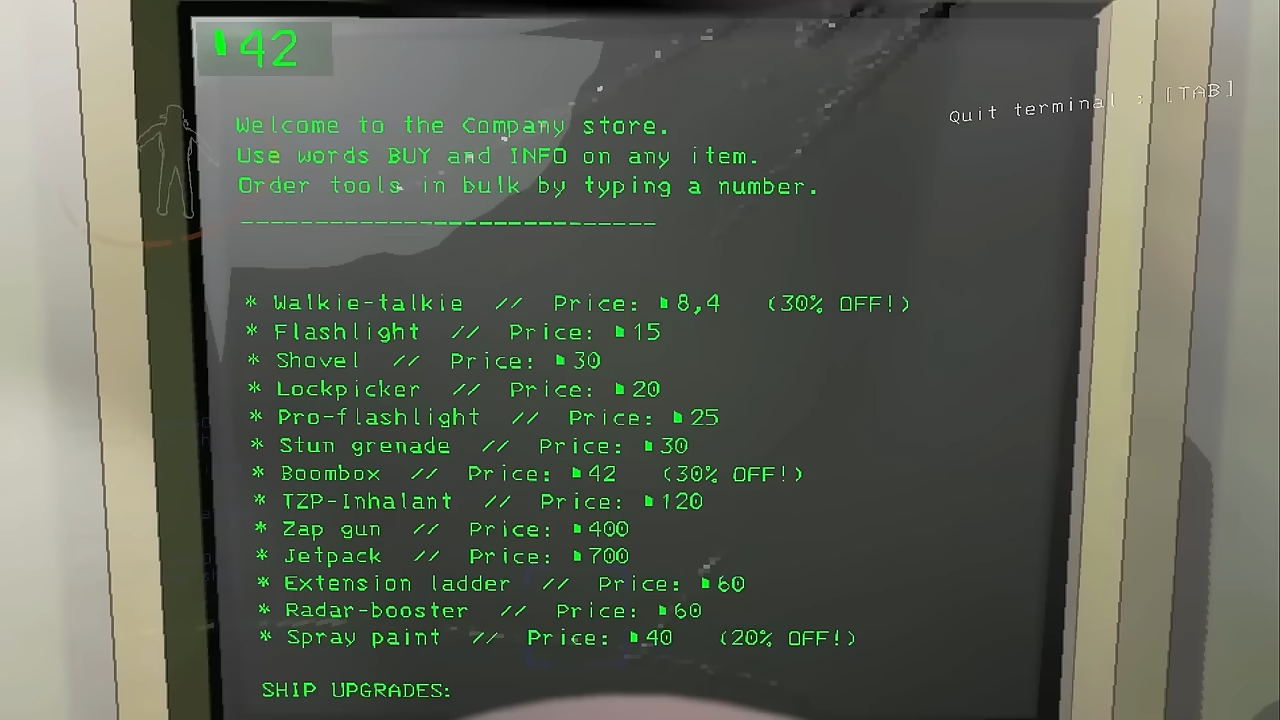 ▮42
Quit terminal : [TAB]
Welcome to the Company store.
Use words BUY and INFO on any item.
Order tools in bulk by typing a number.
____________________________
* Walkie-talkie // Price: ▮8,4 (30% OFF!)
* Flashlight // Price: ▮15
* Shovel // Price: ▮30
* Lockpicker // Price: ▮20
* Pro-flashlight // Price: ▮25
* Stun grenade // Price: ▮30
* Boombox // Price: ▮42 (30% OFF!)
* TZP-Inhalant // Price: ▮120
* Zap gun // Price: ▮400
* Jetpack // Price: ▮700
* Extension ladder // Price: ▮60
* Radar-booster // Price: ▮60
* Spray paint // Price: ▮40 (20% OFF!)
SHIP UPGRADES: